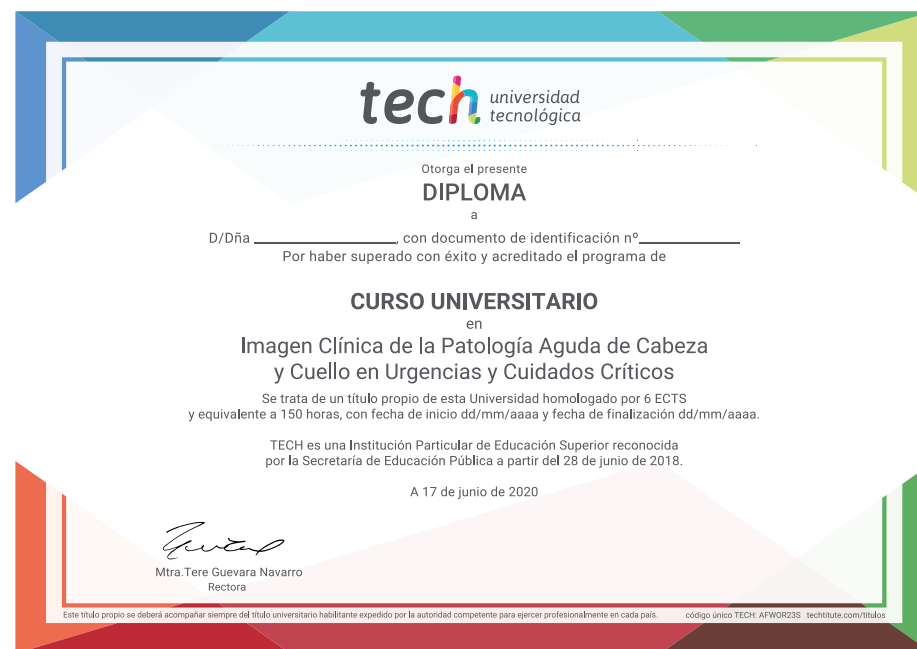 tech universidad
tecnológica
Otorga el presente
DIPLOMA
a
D/Dña ____________, con documento de identificación nº____________
Por haber superado con éxito y acreditado el programa de
CURSO UNIVERSITARIO
en
Imagen Clínica de la Patología Aguda de Cabeza
y Cuello en Urgencias y Cuidados Críticos
Se trata de un título propio de esta Universidad homologado por 6 ECTS
y equivalente a 150 horas, con fecha de inicio dd/mm/aaaa y fecha de finalización dd/mm/aaaa.
TECH es una Institución Particular de Educación Superior reconocida
por la Secretaría de Educación Pública a partir del 28 de junio de 2018.
A 17 de junio de 2020
Mtra.Tere Guevara Navarro
Rectora
Este título propio se deberá acompañar siempre del título universitario habilitante expedido por la autoridad competente para ejercer profesionalmente en cada país. código único TECH: AFWOR23S techtitute.com/titulos